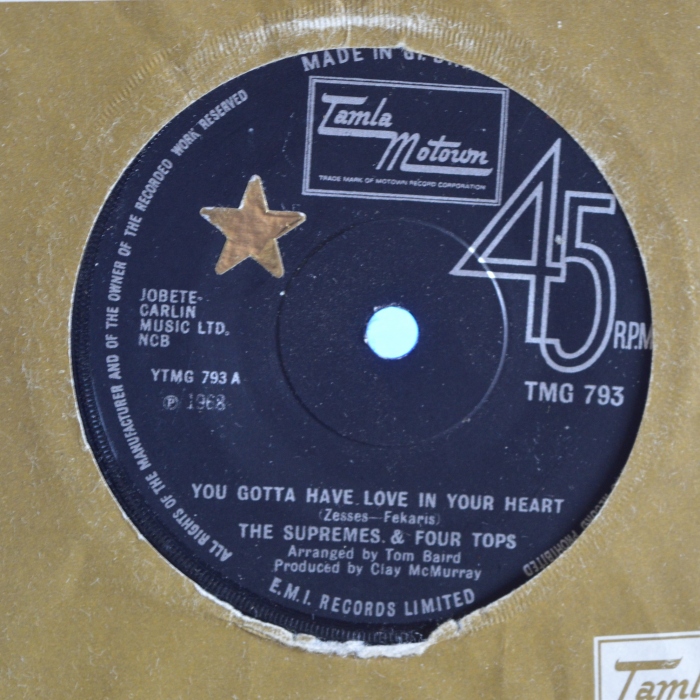 MADE IN GT.
Tamla
Motown
TRADE MARK OF MOTOWN RECORD CORPORATION
45
R.P.M
TMG 793
JOBETE-
CARLIN
MUSIC LTD.
NCB
YTMG 793 A
℗ 1968
YOU GOTTA HAVE LOVE IN YOUR HEART
(Zesses—Fekaris)
THE SUPREMES & FOUR TOPS
Arranged by Tom Baird
Produced by Clay McMurray
E.M.I. RECORDS LIMITED
ALL RIGHTS OF THE MANUFACTURER AND OF THE OWNER OF THE RECORDED WORK RESERVED
RECORD PROHIBITED
Taml